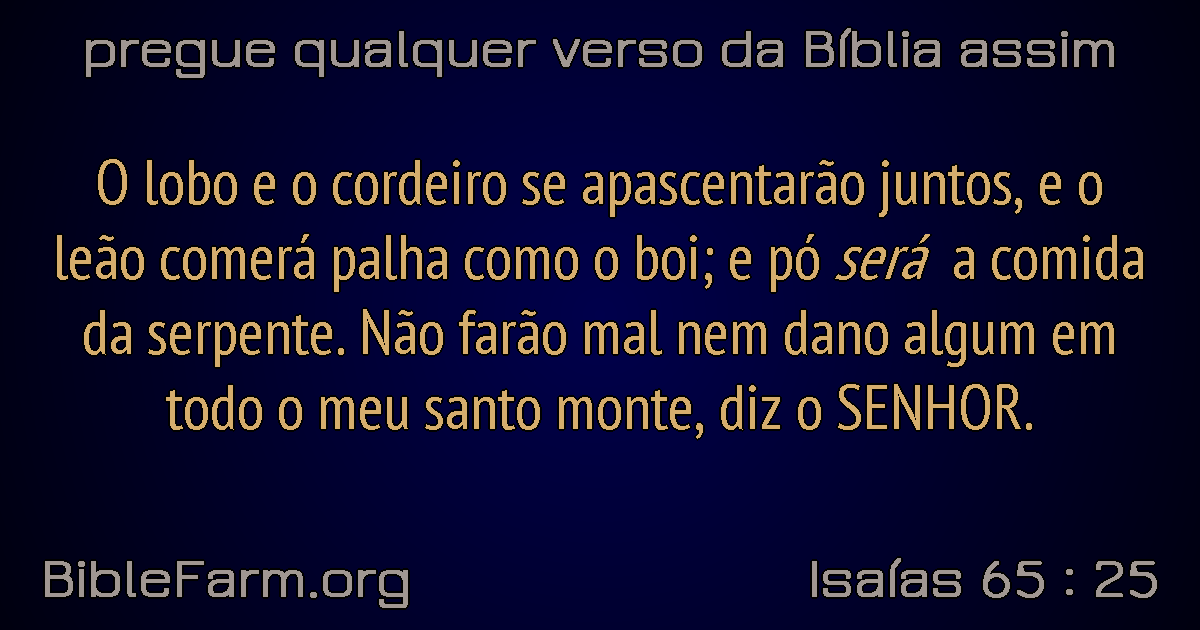 pregue qualquer verso da Bíblia assim
O lobo e o cordeiro se apascentarão juntos, e o
leão comerá palha como o boi; e pó será a comida
da serpente. Não farão mal nem dano algum em
todo o meu santo monte, diz o SENHOR.
BibleFarm.org
Isaías 65 : 25